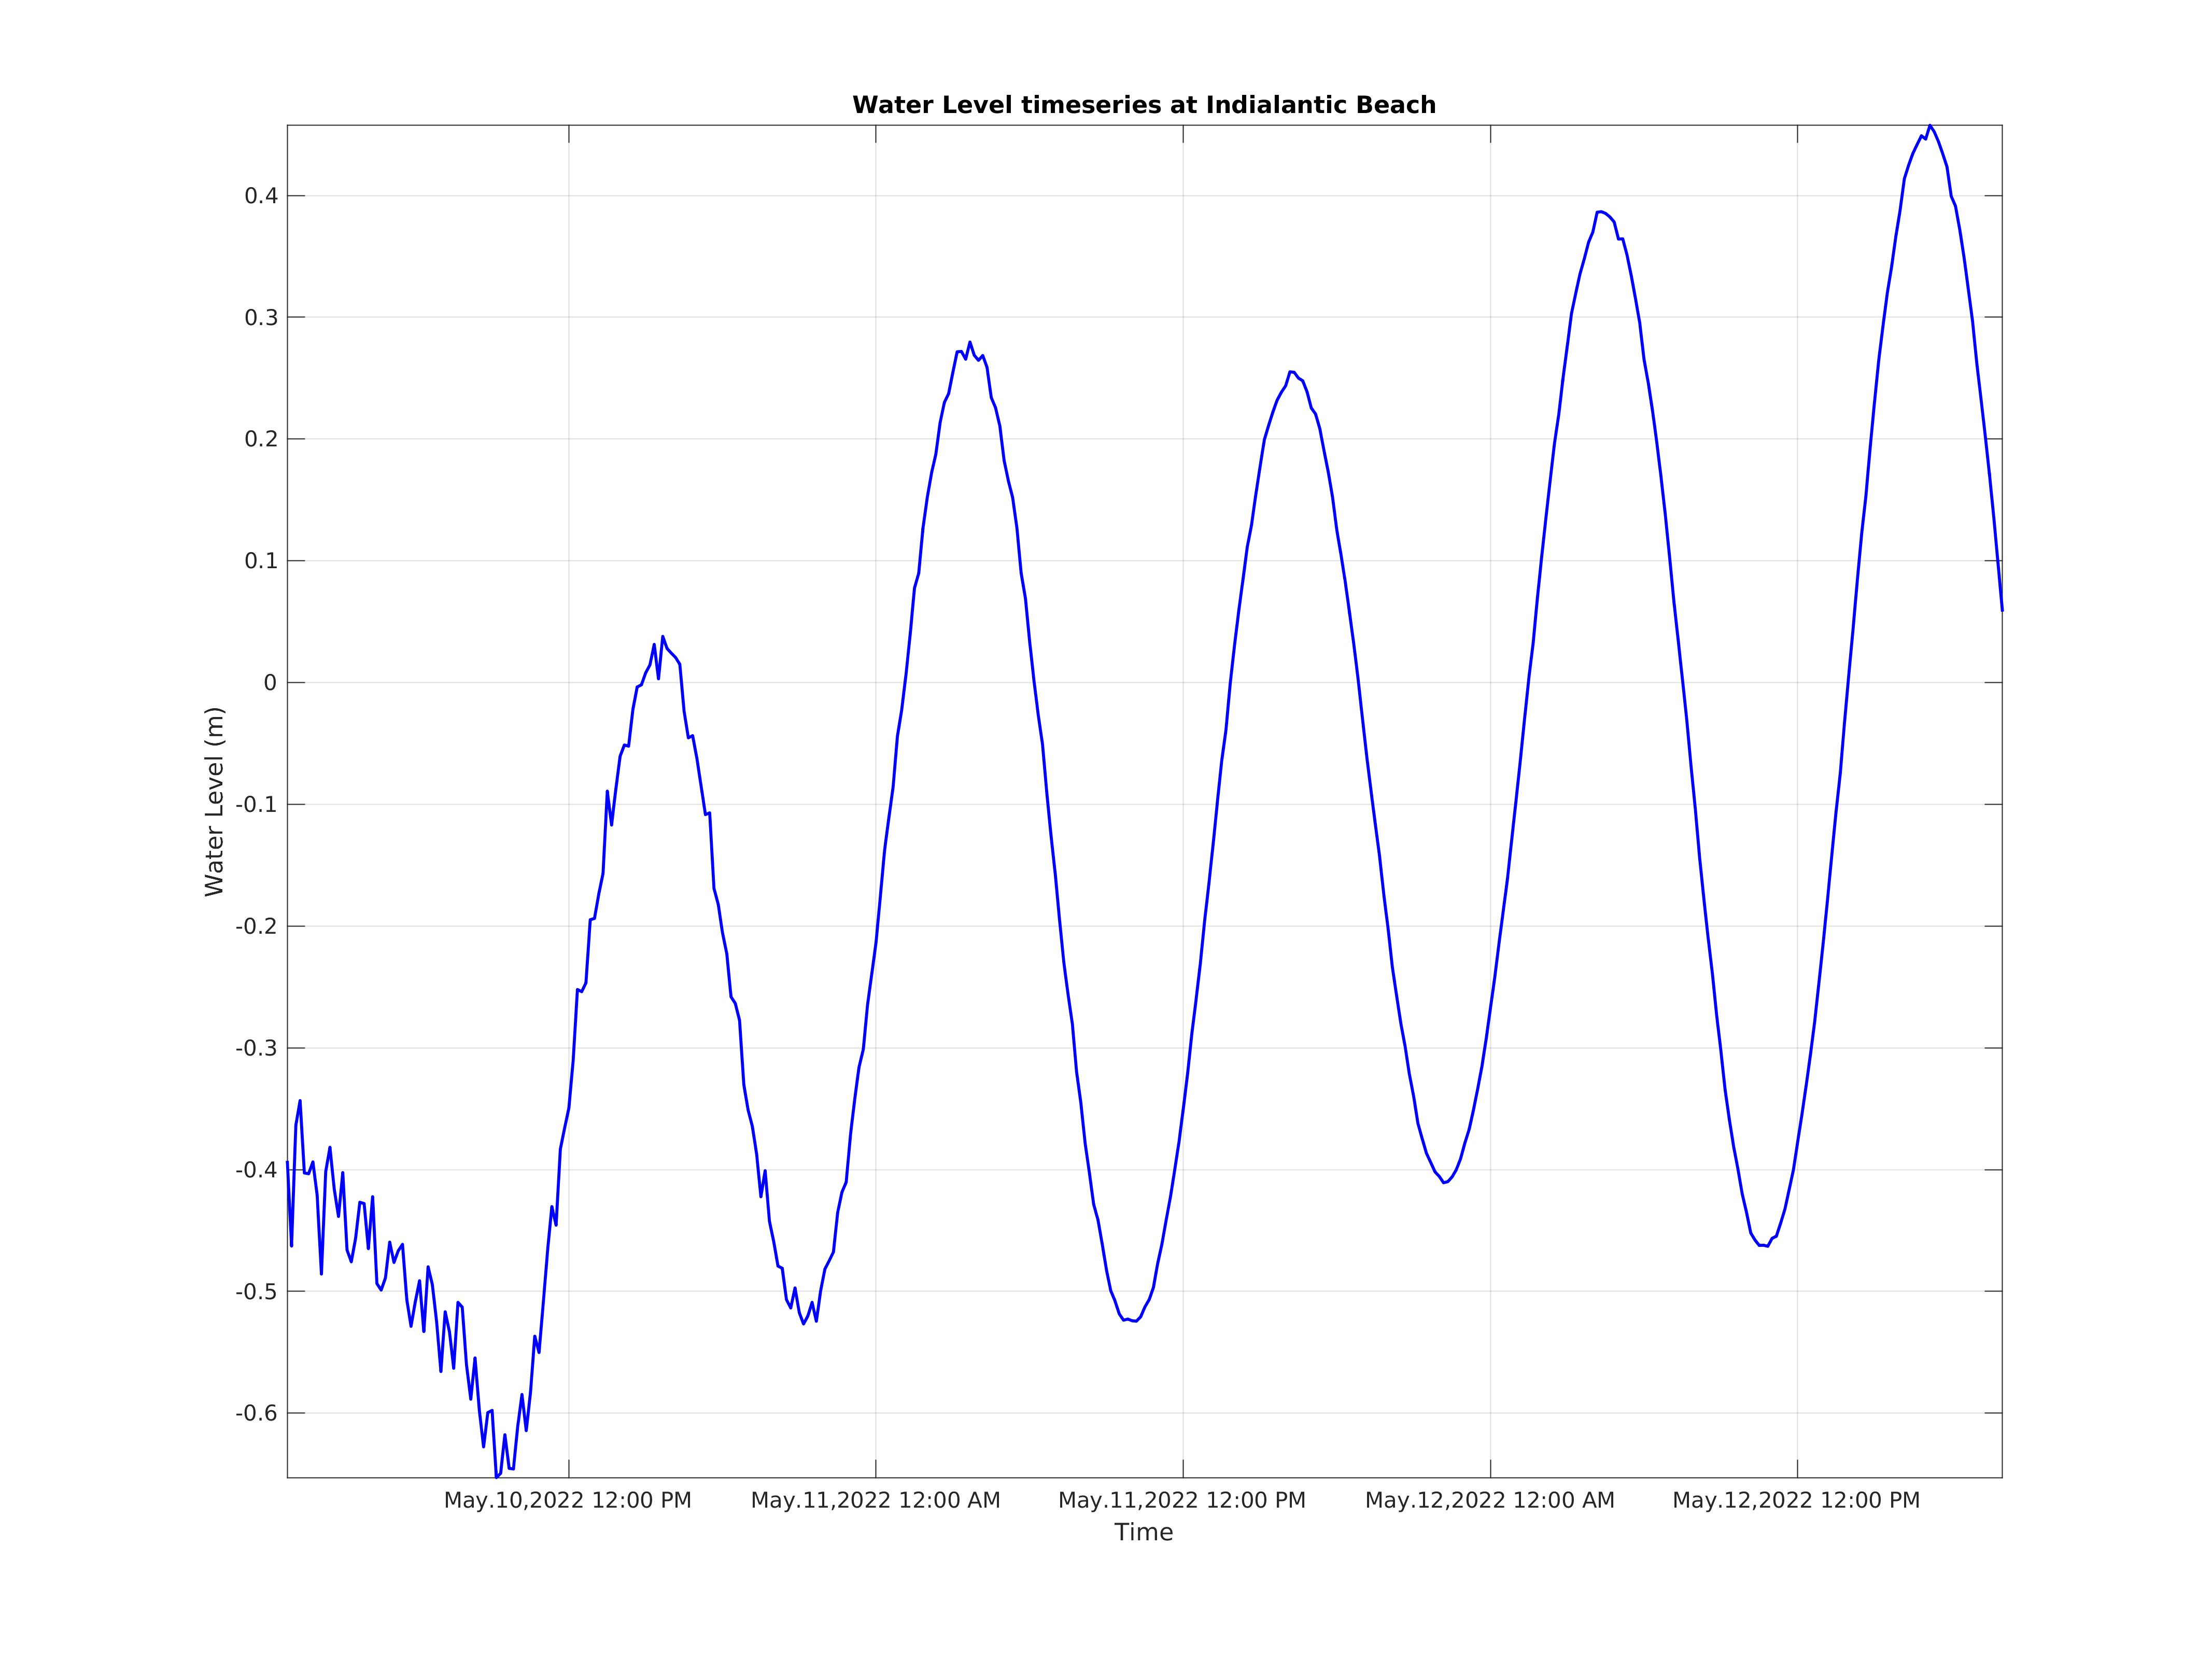 Water Level timeseries at Indialantic Beach
0.4
0.3
0.2
0.1
0
-0.1
-0.2
-0.3
-0.4
-0.5
-0.6
Water Level (m)
May.10,2022 12:00 PM
May.11,2022 12:00 AM
May.11,2022 12:00 PM
May.12,2022 12:00 AM
May.12,2022 12:00 PM
Time